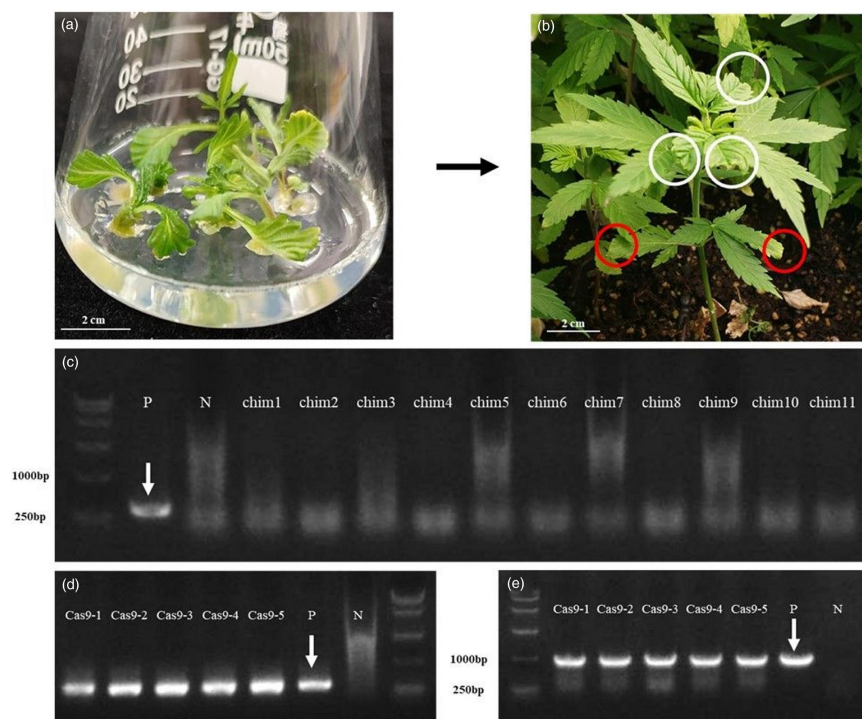 (a)
40
30
20
50ml
GG-17
2 cm
(b)
2 cm
(c)
P N chim1 chim2 chim3 chim4 chim5 chim6 chim7 chim8 chim9 chim10 chim11
1000bp
250bp
(d)
Cas9-1 Cas9-2 Cas9-3 Cas9-4 Cas9-5 P N
(e)
Cas9-1 Cas9-2 Cas9-3 Cas9-4 Cas9-5 P N
1000bp
250bp